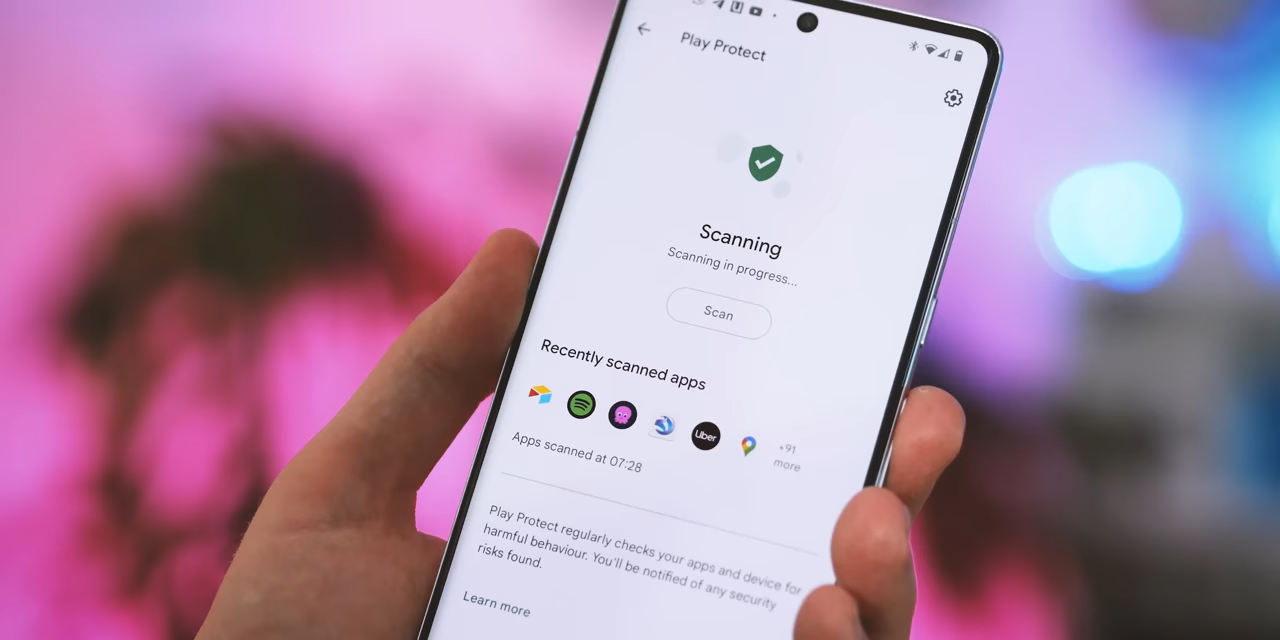 Play Protect
Scanning
Scanning in progress...
Scan
Recently scanned apps
Uber
+91
more
Apps scanned at 07:28
Play Protect regularly checks your apps and device for
harmful behaviour. You'll be notified of any security
risks found.
Learn more